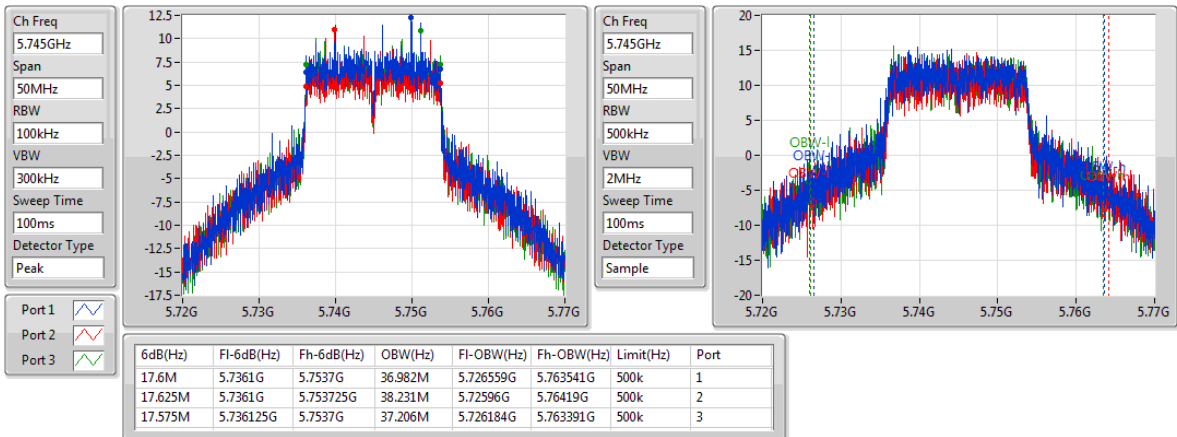 Ch Freq
5.745GHz
Span
50MHz
RBW
100kHz
VBW
300kHz
Sweep Time
100ms
Detector Type
Peak
Port 1
Port 2
Port 3
12.5
10
7.5
5
2.5
0
-2.5
-5
-7.5
-10
-12.5
-15
-17.5
5.72G 5.73G 5.74G 5.75G 5.76G 5.77G
Ch Freq
5.745GHz
Span
50MHz
RBW
500kHz
VBW
2MHz
Sweep Time
100ms
Detector Type
Sample
20
15
10
5
0
-5
-10
-15
-20
OBW-l
5.72G 5.73G 5.74G 5.75G 5.76G 5.77G
6dB(Hz) Fl-6dB(Hz) Fh-6dB(Hz) OBW(Hz) Fl-OBW(Hz) Fh-OBW(Hz) Limit(Hz) Port
17.6M 5.7361G 5.7537G 36.982M 5.726559G 5.763541G 500k 1
17.625M 5.7361G 5.753725G 38.231M 5.72596G 5.76419G 500k 2
17.575M 5.736125G 5.7537G 37.206M 5.726184G 5.763391G 500k 3